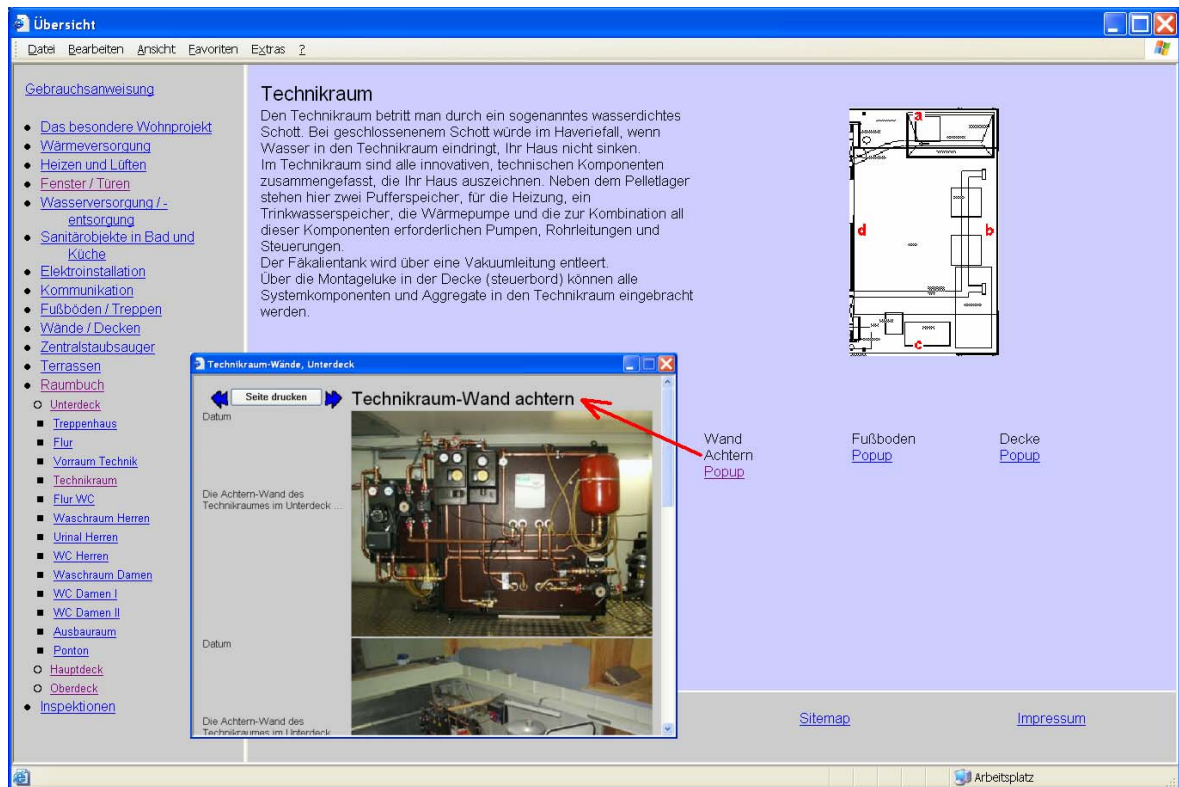 Übersicht
Datei Bearbeiten Ansicht Favoriten Extras ?
Gebrauchsanweisung
Das besondere Wohnprojekt
Wärmeversorgung
Heizen und Lüften
Fenster / Türen
Wasserversorgung / -
entsorgung
Sanitärobjekte in Bad und
Küche
Elektroinstallation
Kommunikation
Fußböden / Treppen
Wände / Decken
Zentralstaubsauger
Terrassen
Raumbuch
Unterdeck
Treppenhaus
Flur
Vorraum Technik
Technikraum
Flur WC
Waschraum Herren
Urinal Herren
WC Herren
Waschraum Damen
WC Damen I
WC Damen II
Ausbauraum
Ponton
Hauptdeck
Oberdeck
Inspektionen
Technikraum
Den Technikraum betritt man durch ein sogenanntes wasserdichtes
Schott. Bei geschlossenenem Schott würde im Haveriefall, wenn
Wasser in den Technikraum eindringt, Ihr Haus nicht sinken.
Im Technikraum sind alle innovativen, technischen Komponenten
zusammengefasst, die Ihr Haus auszeichnen. Neben dem Pelletlager
stehen hier zwei Pufferspeicher, für die Heizung, ein
Trinkwasserspeicher, die Wärmepumpe und die zur Kombination all
dieser Komponenten erforderlichen Pumpen, Rohrleitungen und
Steuerungen.
Der Fäkalientank wird über eine Vakuumleitung entleert.
Über die Montageluke in der Decke (steuerbord) können alle
Systemkomponenten und Aggregate in den Technikraum eingebracht
werden.
a
d
b
c
Technikraum-Wände, Unterdeck
Seite drucken
Technikraum-Wand achtern
Datum
Die Achtern-Wand des
Technikraumes im Unterdeck ...
Datum
Die Achtern-Wand des
Technikraumes im Unterdeck
Wand
Achtern
Popup
Fußboden
Popup
Decke
Popup
Sitemap
Impressum
Arbeitsplatz